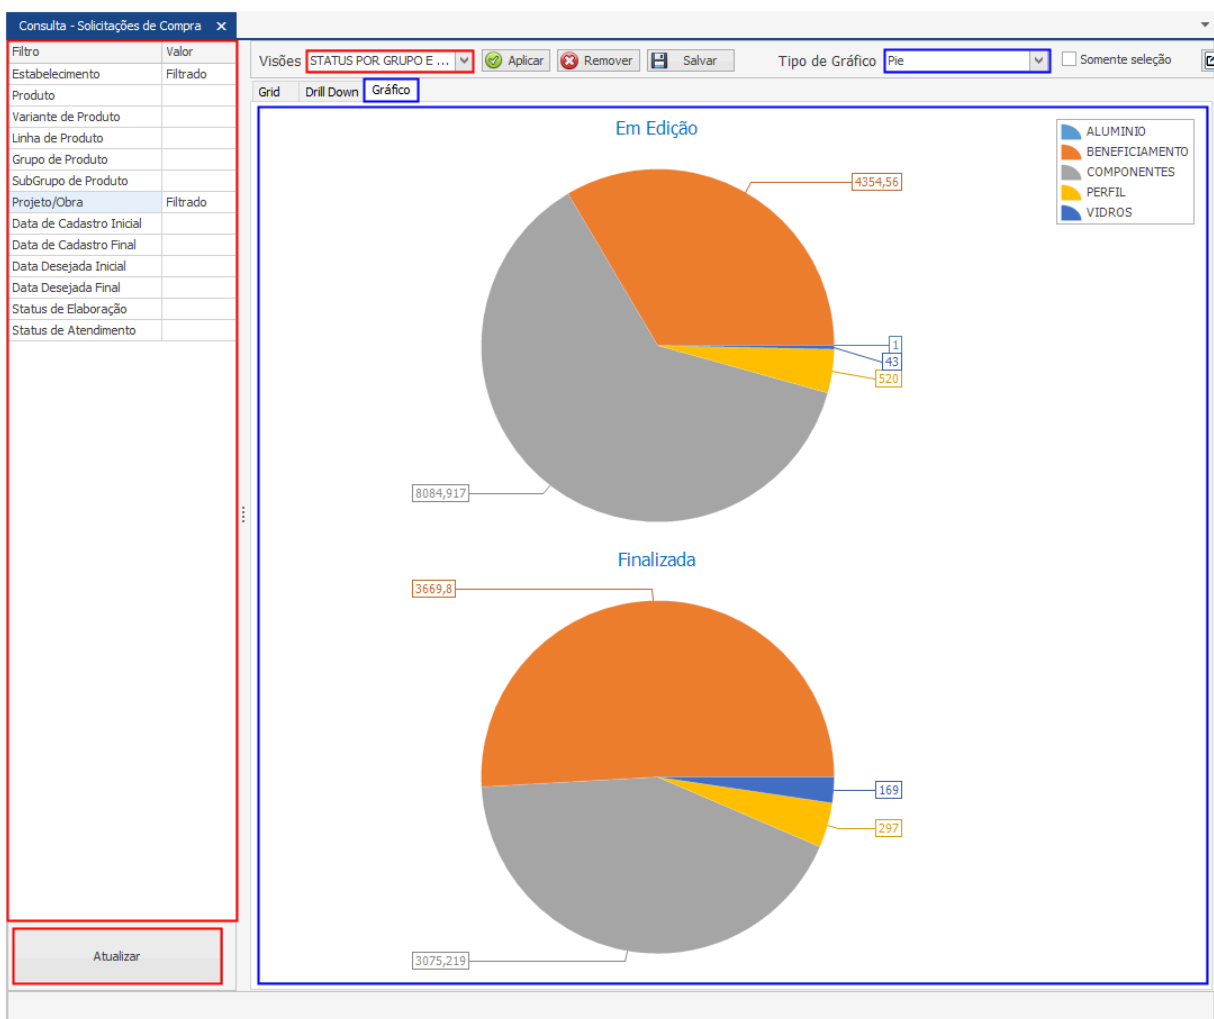 Consulta - Solicitações de Compra
Filtro Valor
Estabelecimento Filtrado
Produto
Variante de Produto
Linha de Produto
Grupo de Produto
SubGrupo de Produto
Projeto/Obra Filtrado
Data de Cadastro Inicial
Data de Cadastro Final
Data Desejada Inicial
Data Desejada Final
Status de Elaboração
Status de Atendimento
Atualizar
Visões STATUS POR GRUPO E ... Aplicar Remover Salvar Tipo de Gráfico Pie Somente seleção
Grid Drill Down Gráfico
Em Edição
ALUMINIO
BENEFICIAMENTO
COMPONENTES
PERFIL
VIDROS
4354,56
1
43
520
8084,917
Finalizada
3669,8
169
297
3075,219